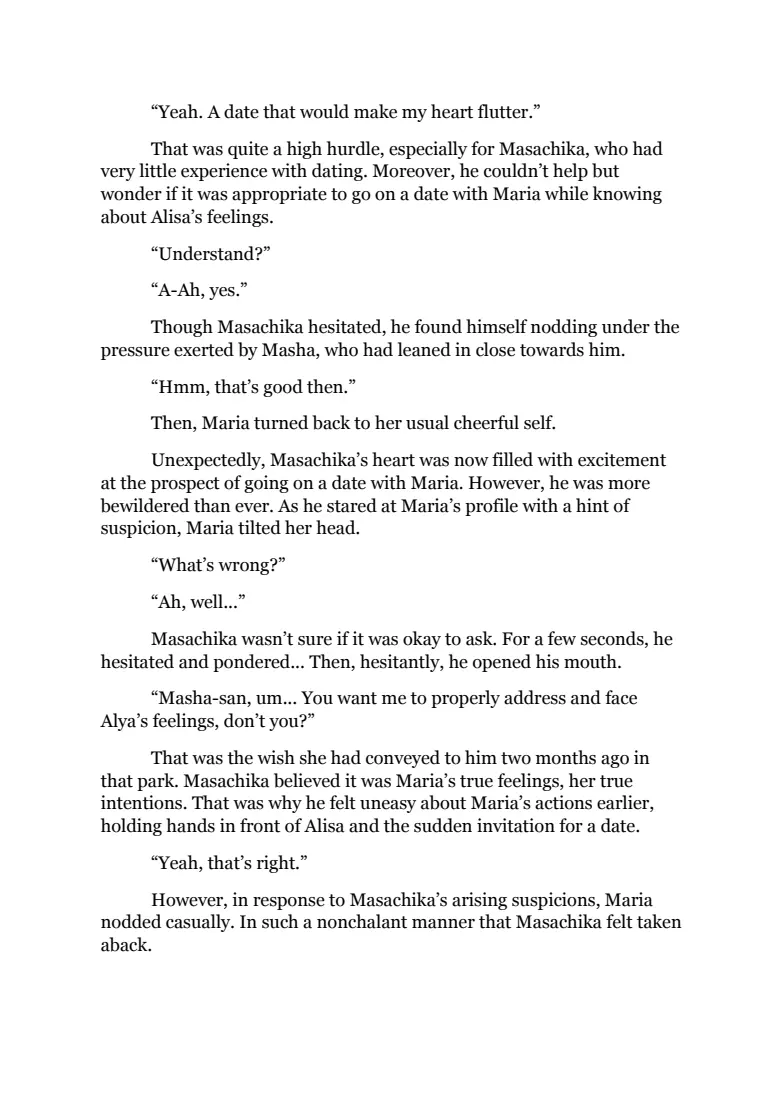 “Yeah. A date that would make my heart flutter.”
That was quite a high hurdle, especially for Masachika, who had
very little experience with dating. Moreover, he couldn’t help but
wonder if it was appropriate to go on a date with Maria while knowing
about Alisa’s feelings.
“Understand?”
“A-Ah, yes.”
Though Masachika hesitated, he found himself nodding under the
pressure exerted by Masha, who had leaned in close towards him.
“Hmm, that’s good then.”
Then, Maria turned back to her usual cheerful self.
Unexpectedly, Masachika’s heart was now filled with excitement
at the prospect of going on a date with Maria. However, he was more
bewildered than ever. As he stared at Maria’s profile with a hint of
suspicion, Maria tilted her head.
“What’s wrong?”
“Ah, well...”
Masachika wasn’t sure if it was okay to ask. For a few seconds, he
hesitated and pondered... Then, hesitantly, he opened his mouth.
“Masha-san, um... You want me to properly address and face
Alya’s feelings, don’t you?”
That was the wish she had conveyed to him two months ago in
that park. Masachika believed it was Maria’s true feelings, her true
intentions. That was why he felt uneasy about Maria’s actions earlier,
holding hands in front of Alisa and the sudden invitation for a date.
“Yeah, that’s right.”
However, in response to Masachika’s arising suspicions, Maria
nodded casually. In such a nonchalant manner that Masachika felt taken
aback.